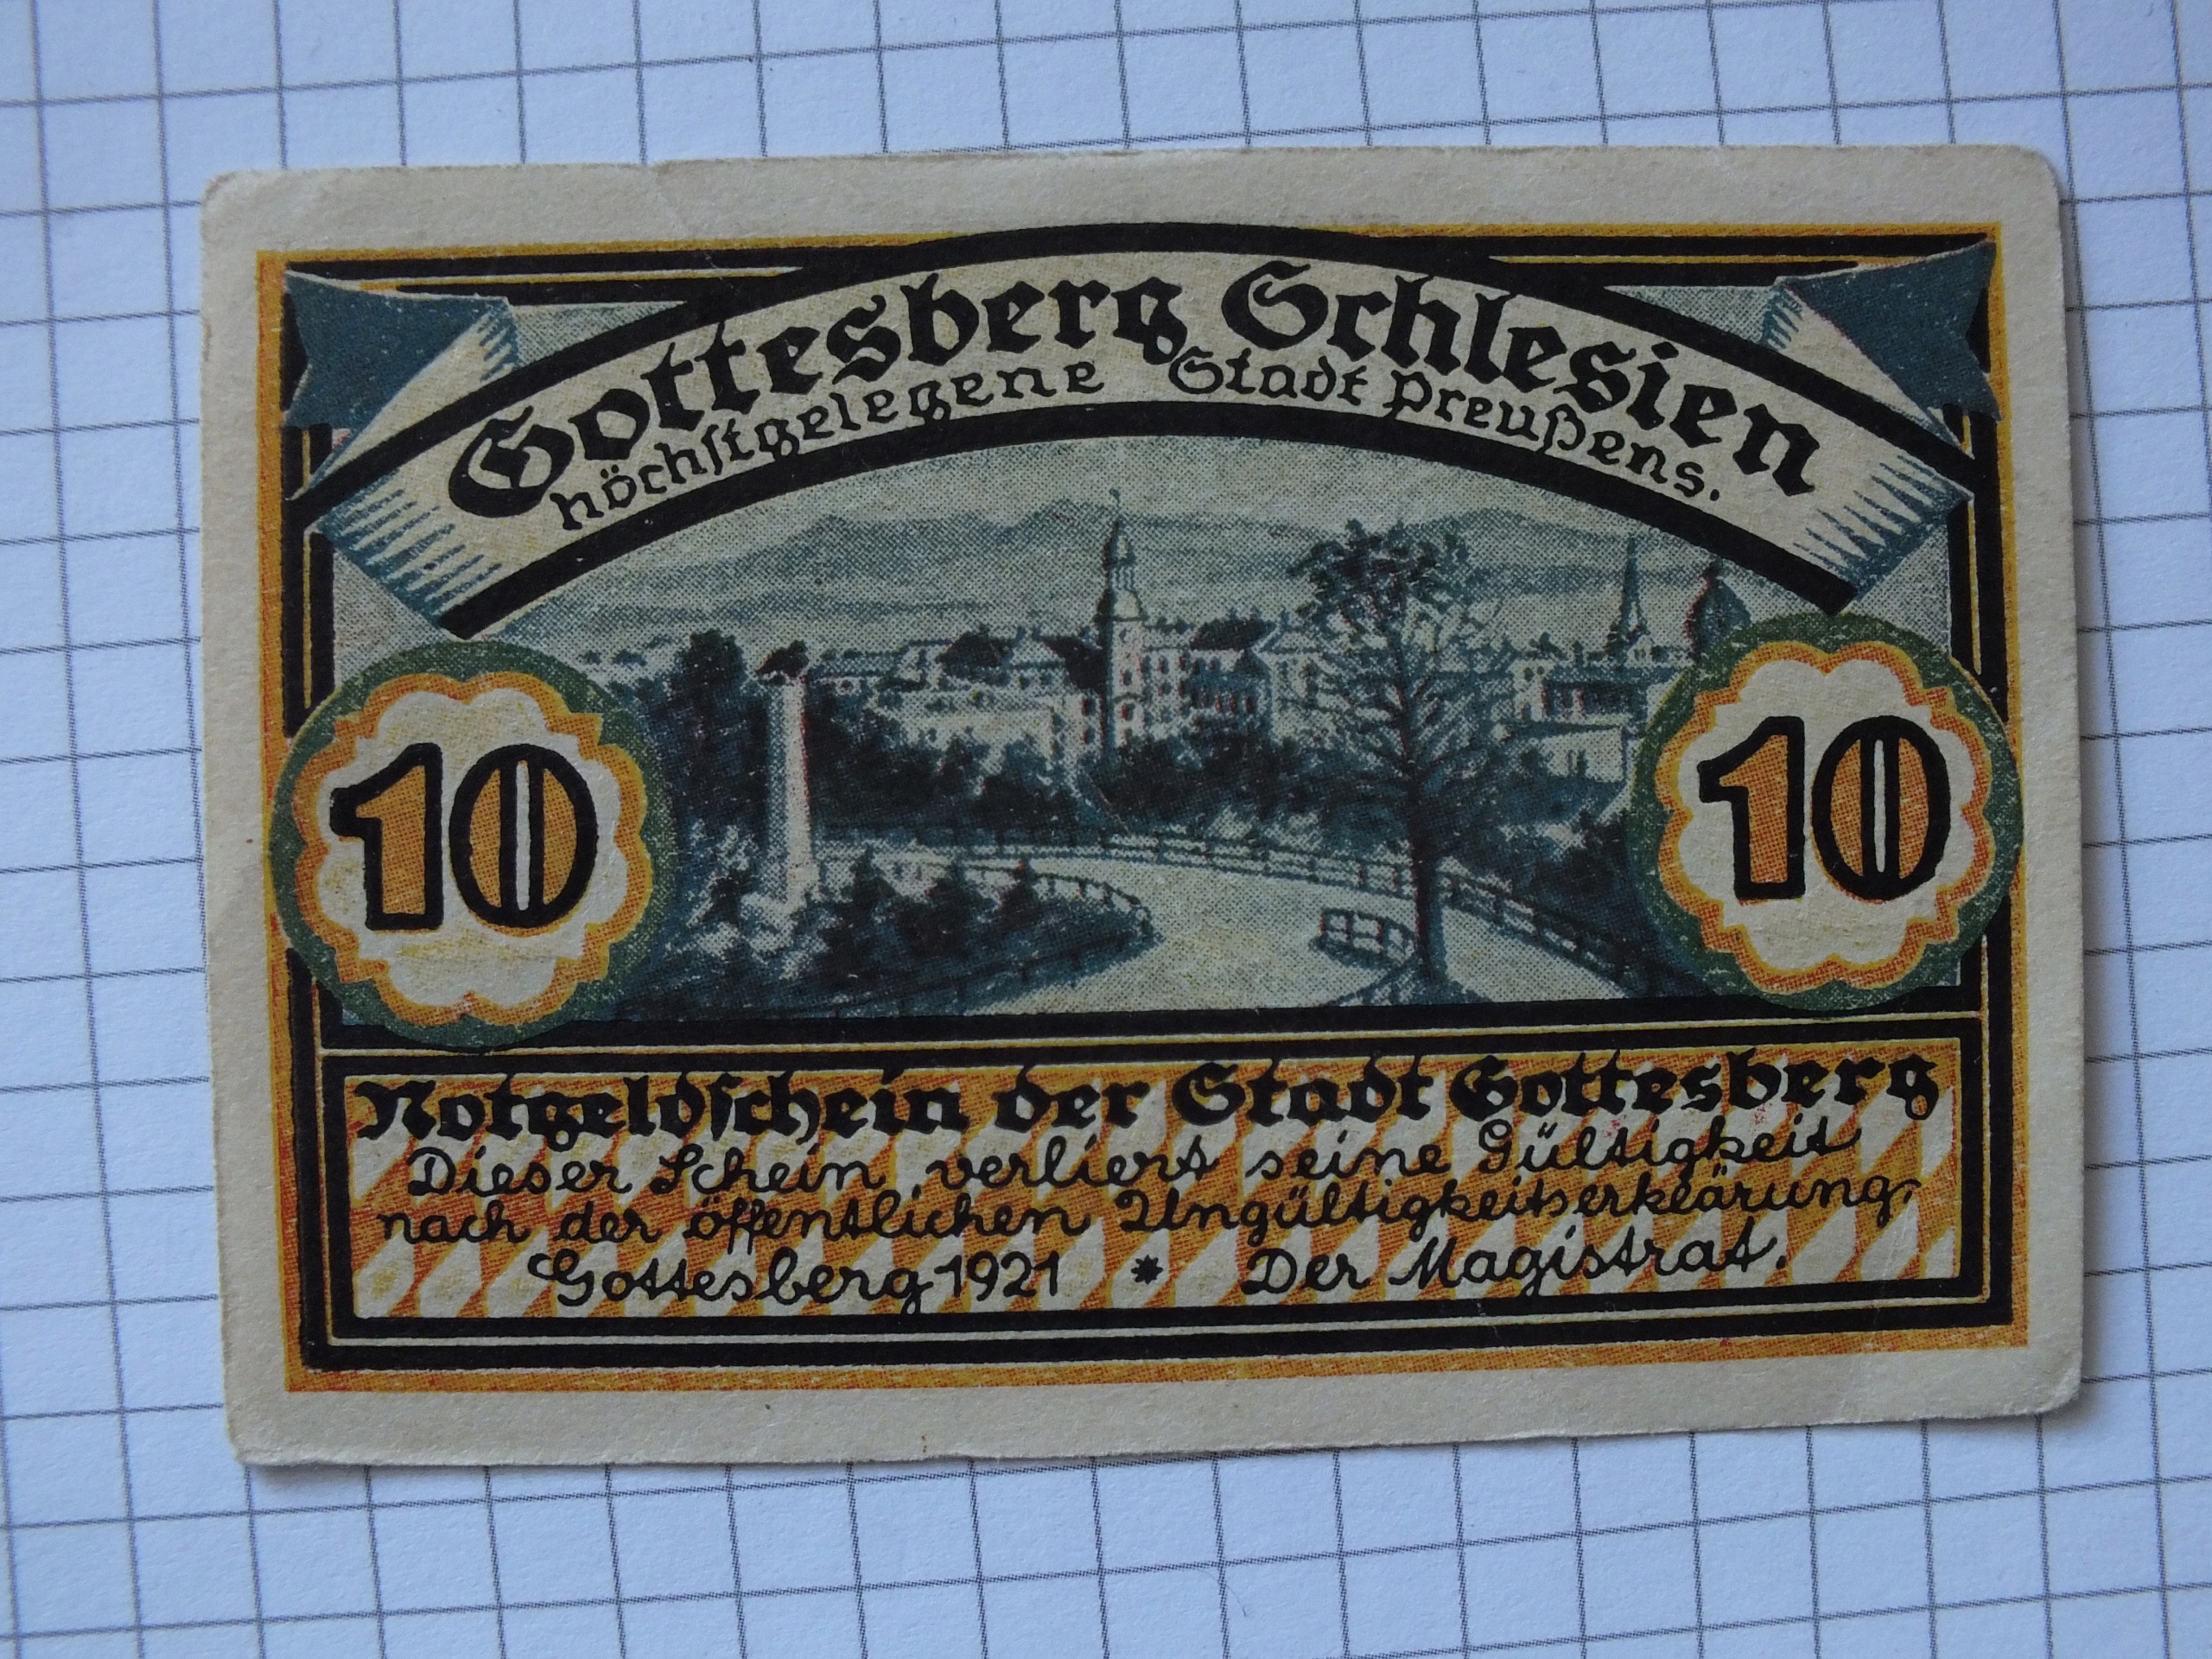 Gottesberg Schlesien
höchſtgelegene Stadt Preußens.
10
10
Notgeldſchein der Stadt Gottesberg
Dieser Schein verliert seine Gültigkeit
nach der öffentlichen Ungültigkeitserklärung.
Gottesberg 1921 * Der Magistrat.